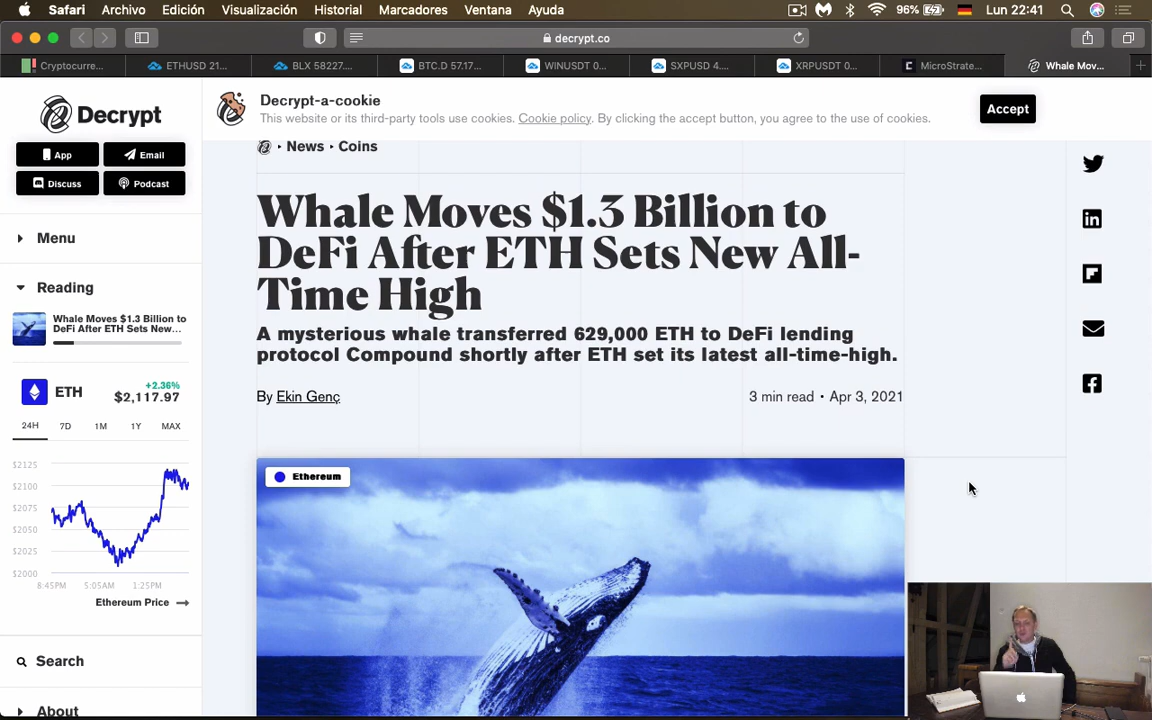 Safari Archivo Edición Visualización Historial Marcadores Ventana Ayuda 96% Lun 22:41
decrypt.co
Cryptocurre... ETHUSD 21... BLX 58227.... BTC.D 57.17... WINUSDT 0... SXPUSD 4.... XRPUSDT 0... MicroStrate... Whale Mov...
Decrypt
App Email
Discuss Podcast
Menu
Reading
Whale Moves $1.3 Billion to
DeFi After ETH Sets New...
ETH
+2.36%
$2,117.97
24H 7D 1M 1Y MAX
$2125
$2100
$2075
$2050
$2025
$2000
8:45PM 5:05AM 1:25PM
Ethereum Price
Search
About
Decrypt-a-cookie
This website or its third-party tools use cookies. Cookie policy. By clicking the accept button, you agree to the use of cookies.
Accept
News Coins
Whale Moves $1.3 Billion to
DeFi After ETH Sets New All-
Time High
A mysterious whale transferred 629,000 ETH to DeFi lending
protocol Compound shortly after ETH set its latest all-time-high.
By Ekin Genç 3 min read • Apr 3, 2021
Ethereum